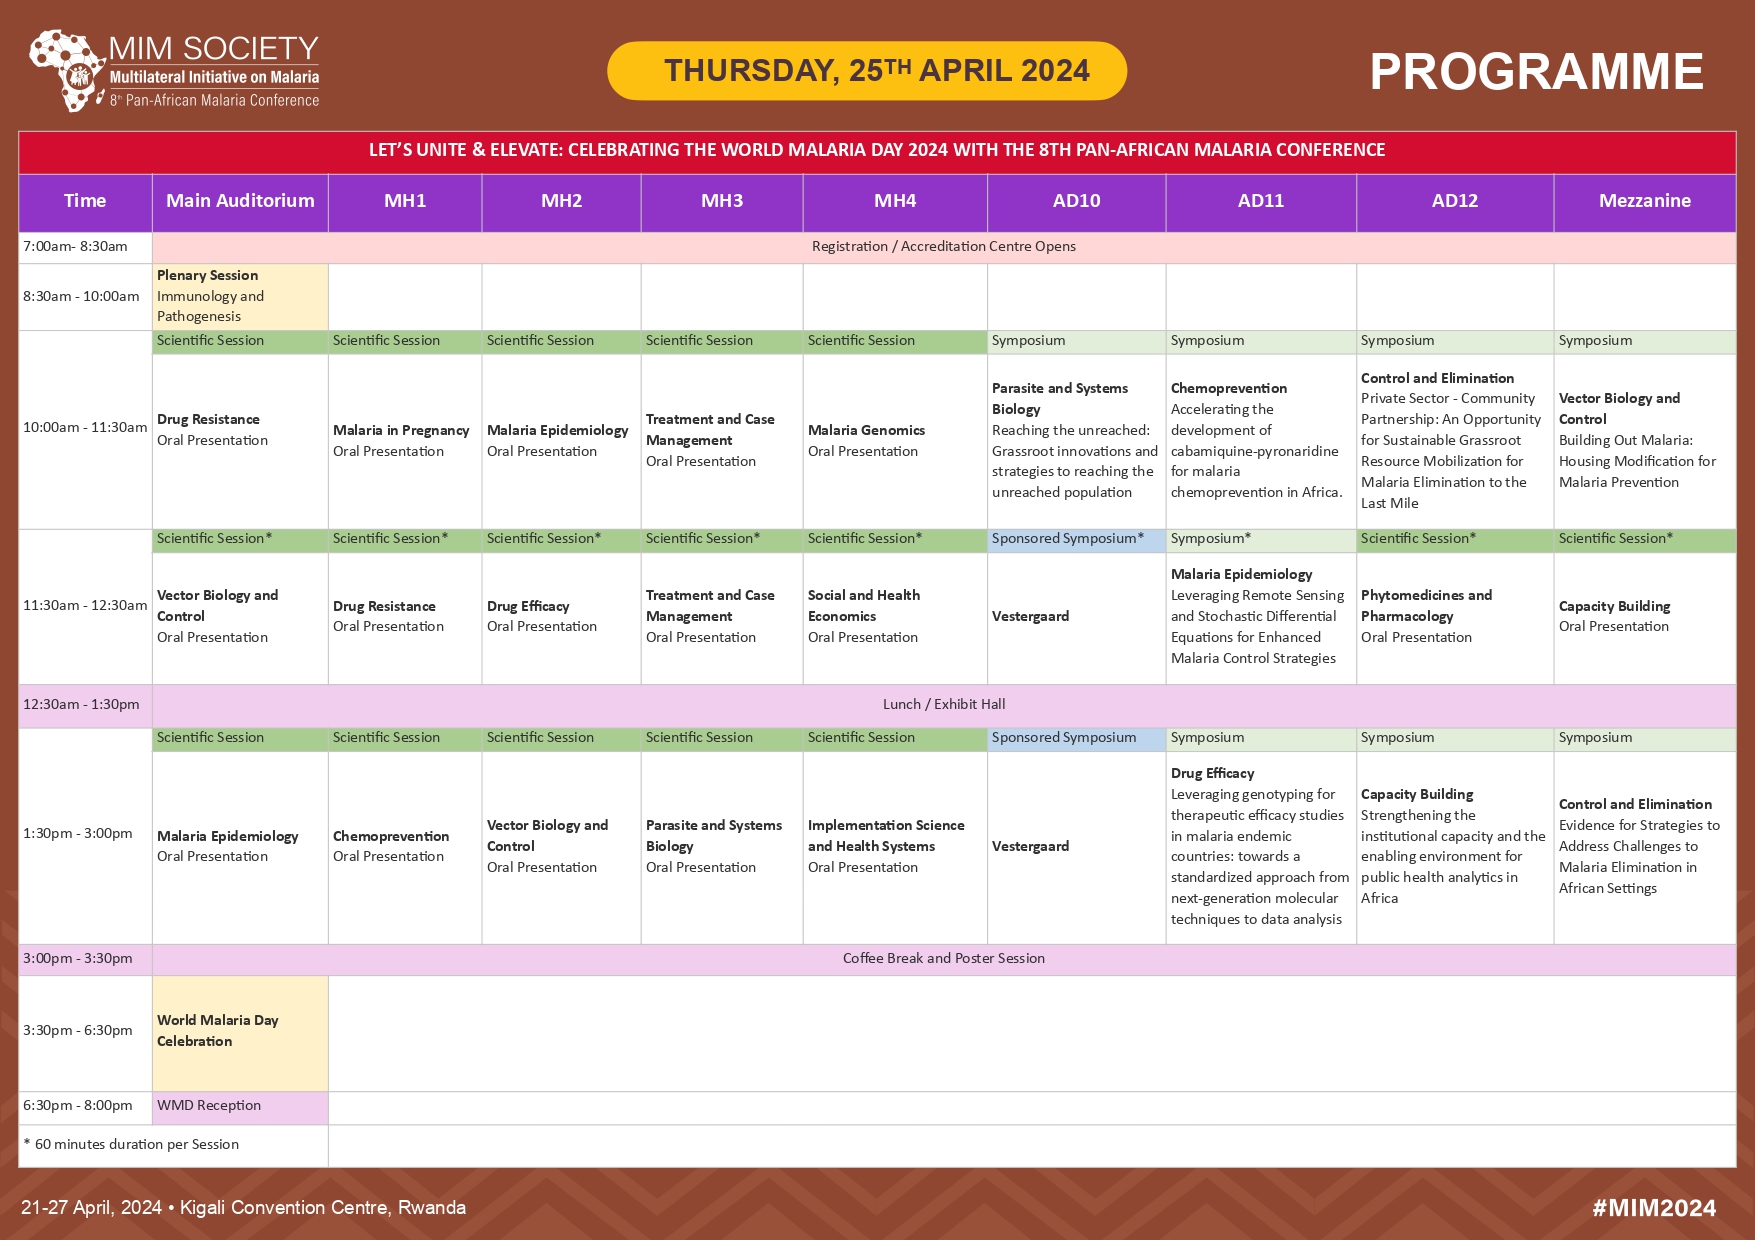 MIM SOCIETY
Multilateral Initiative on Malaria
8th Pan-African Malaria Conference
THURSDAY, 25TH APRIL 2024
PROGRAMME
LET'S UNITE & ELEVATE: CELEBRATING THE WORLD MALARIA DAY 2024 WITH THE 8TH PAN-AFRICAN MALARIA CONFERENCE
Time
Main Auditorium
MH1
MH2
MH3
MH4
AD10
AD11
AD12
Mezzanine
7:00am- 8:30am
Registration / Accreditation Centre Opens
8:30am - 10:00am
Plenary Session
Immunology and
Pathogenesis
10:00am - 11:30am
Scientific Session
Scientific Session
Scientific Session
Scientific Session
Scientific Session
Symposium
Symposium
Symposium
Symposium
Drug Resistance
Oral Presentation
Malaria in Pregnancy
Oral Presentation
Malaria Epidemiology
Oral Presentation
Treatment and Case
Management
Oral Presentation
Malaria Genomics
Oral Presentation
Parasite and Systems
Biology
Reaching the unreached:
Grassroot innovations and
strategies to reaching the
unreached population
Chemoprevention
Accelerating the
development of
cabamiquine-pyronaridine
for malaria
chemoprevention in Africa.
Control and Elimination
Private Sector - Community
Partnership: An Opportunity
for Sustainable Grassroot
Resource Mobilization for
Malaria Elimination to the
Last Mile
Vector Biology and
Control
Building Out Malaria:
Housing Modification for
Malaria Prevention
11:30am - 12:30am
Scientific Session*
Scientific Session*
Scientific Session*
Scientific Session*
Scientific Session*
Sponsored Symposium*
Symposium*
Scientific Session*
Scientific Session*
Vector Biology and
Control
Oral Presentation
Drug Resistance
Oral Presentation
Drug Efficacy
Oral Presentation
Treatment and Case
Management
Oral Presentation
Social and Health
Economics
Oral Presentation
Vestergaard
Malaria Epidemiology
Leveraging Remote Sensing
and Stochastic Differential
Equations for Enhanced
Malaria Control Strategies
Phytomedicines and
Pharmacology
Oral Presentation
Capacity Building
Oral Presentation
12:30am - 1:30pm
Lunch / Exhibit Hall
1:30pm - 3:00pm
Scientific Session
Scientific Session
Scientific Session
Scientific Session
Scientific Session
Sponsored Symposium
Symposium
Symposium
Symposium
Malaria Epidemiology
Oral Presentation
Chemoprevention
Oral Presentation
Vector Biology and
Control
Oral Presentation
Parasite and Systems
Biology
Oral Presentation
Implementation Science
and Health Systems
Oral Presentation
Vestergaard
Drug Efficacy
Leveraging genotyping for
therapeutic efficacy studies
in malaria endemic
countries: towards a
standardized approach from
next-generation molecular
techniques to data analysis
Capacity Building
Strengthening the
institutional capacity and the
enabling environment for
public health analytics in
Africa
Control and Elimination
Evidence for Strategies to
Address Challenges to
Malaria Elimination in
African Settings
3:00pm - 3:30pm
Coffee Break and Poster Session
3:30pm - 6:30pm
World Malaria Day
Celebration
6:30pm - 8:00pm
WMD Reception
* 60 minutes duration per Session
21-27 April, 2024 • Kigali Convention Centre, Rwanda
#MIM2024